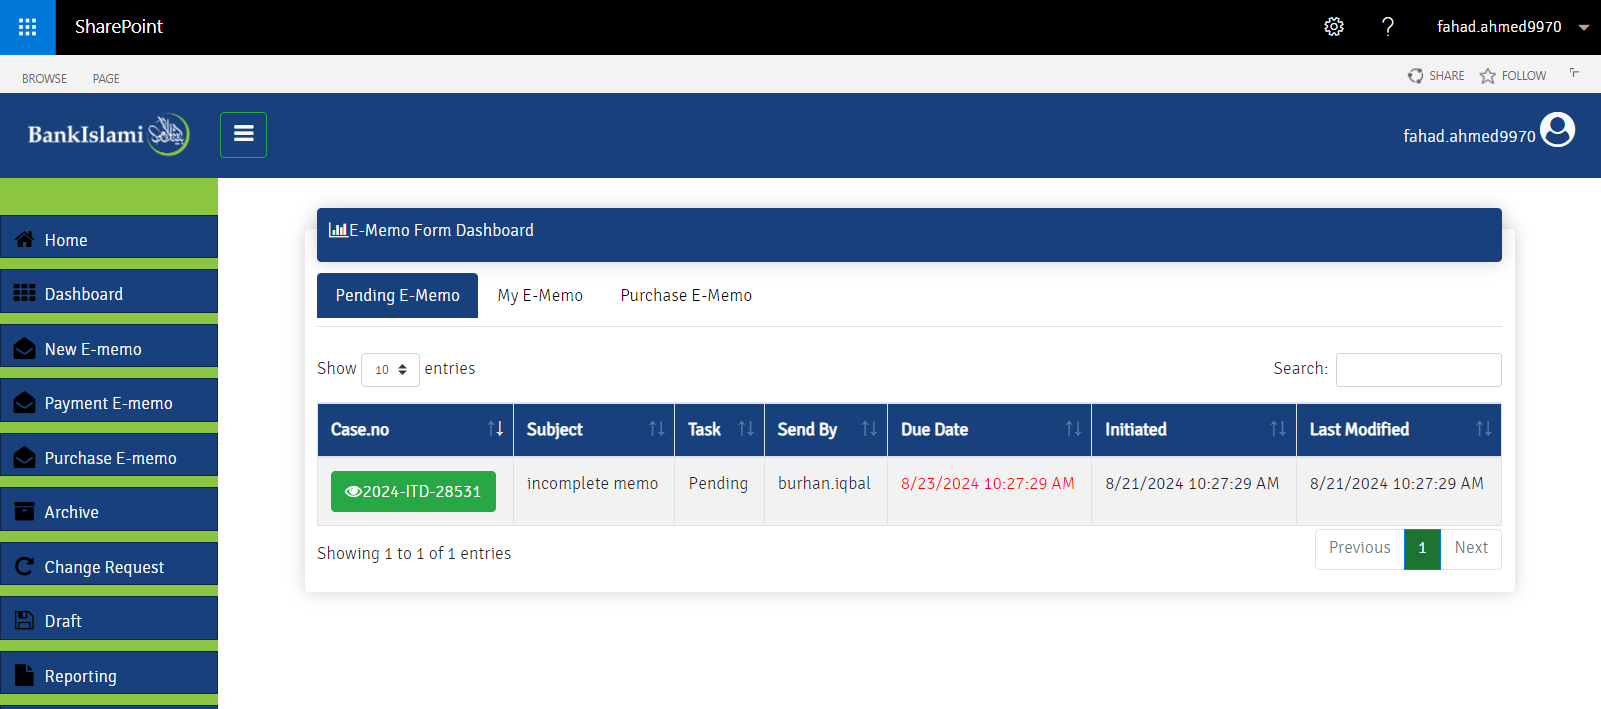 SharePoint
fahad.ahmed9970
BROWSE PAGE
SHARE FOLLOW
BankIslami
fahad.ahmed9970
Home
Dashboard
New E-memo
Payment E-memo
Purchase E-memo
Archive
Change Request
Draft
Reporting
E-Memo Form Dashboard
Pending E-Memo My E-Memo Purchase E-Memo
Show 10 entries
Search:
Case.no Subject Task Send By Due Date Initiated Last Modified
2024-ITD-28531 incomplete memo Pending burhan.iqbal 8/23/2024 10:27:29 AM 8/21/2024 10:27:29 AM 8/21/2024 10:27:29 AM
Showing 1 to 1 of 1 entries
Previous 1 Next